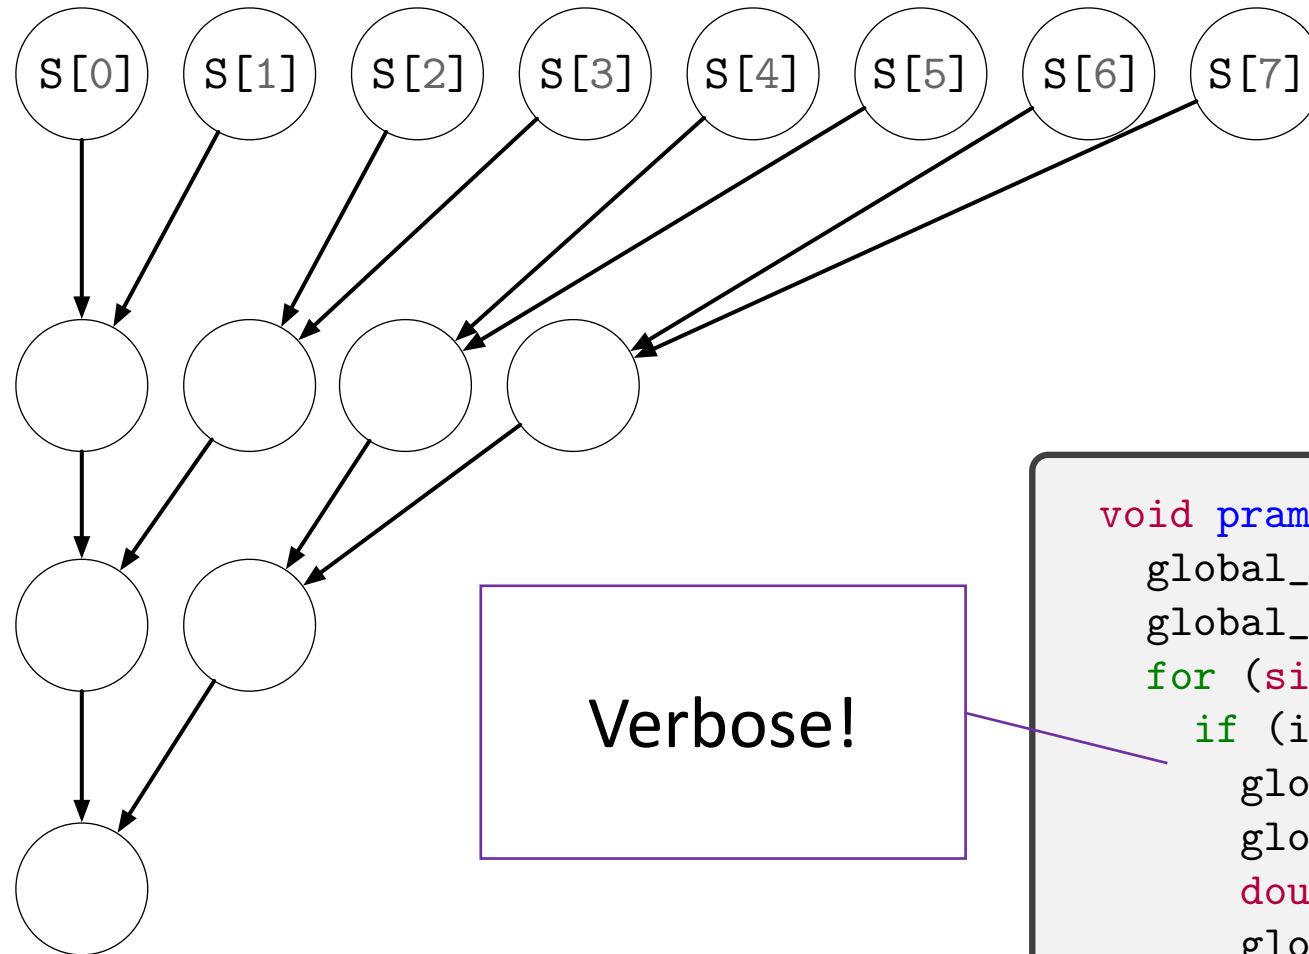 S[0] S[1] S[2] S[3] S[4] S[5] S[6] S[7]
Verbose!
void pram
global_
global_
for (si
if (i
glo
glo
dou
glo